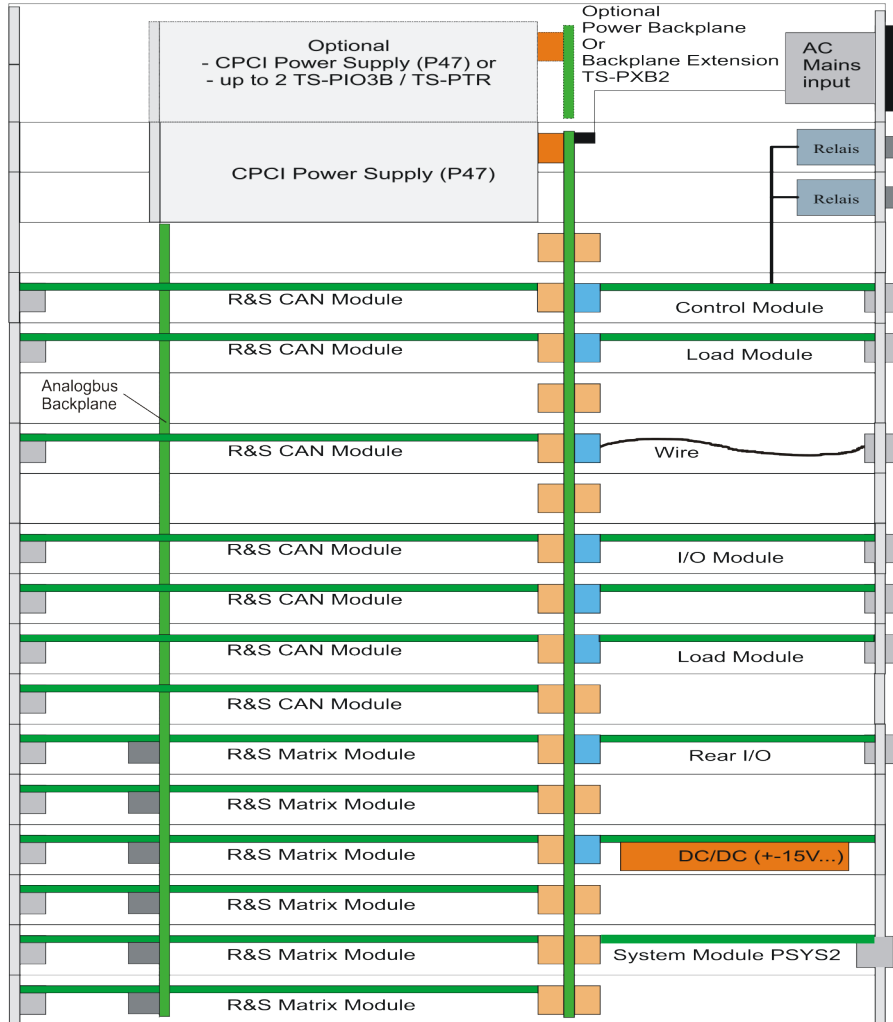 Optional
- CPCI Power Supply (P47) or
- up to 2 TS-PIO3B / TS-PTR
Optional
Power Backplane
Or
Backplane Extension
TS-PXB2
AC
Mains
input
CPCI Power Supply (P47)
Relais
Relais
R&S CAN Module
Control Module
R&S CAN Module
Load Module
Analogbus
Backplane
R&S CAN Module
Wire
R&S CAN Module
I/O Module
R&S CAN Module
R&S CAN Module
Load Module
R&S CAN Module
R&S Matrix Module
Rear I/O
R&S Matrix Module
R&S Matrix Module
DC/DC (+-15V...)
R&S Matrix Module
R&S Matrix Module
System Module PSYS2
R&S Matrix Module